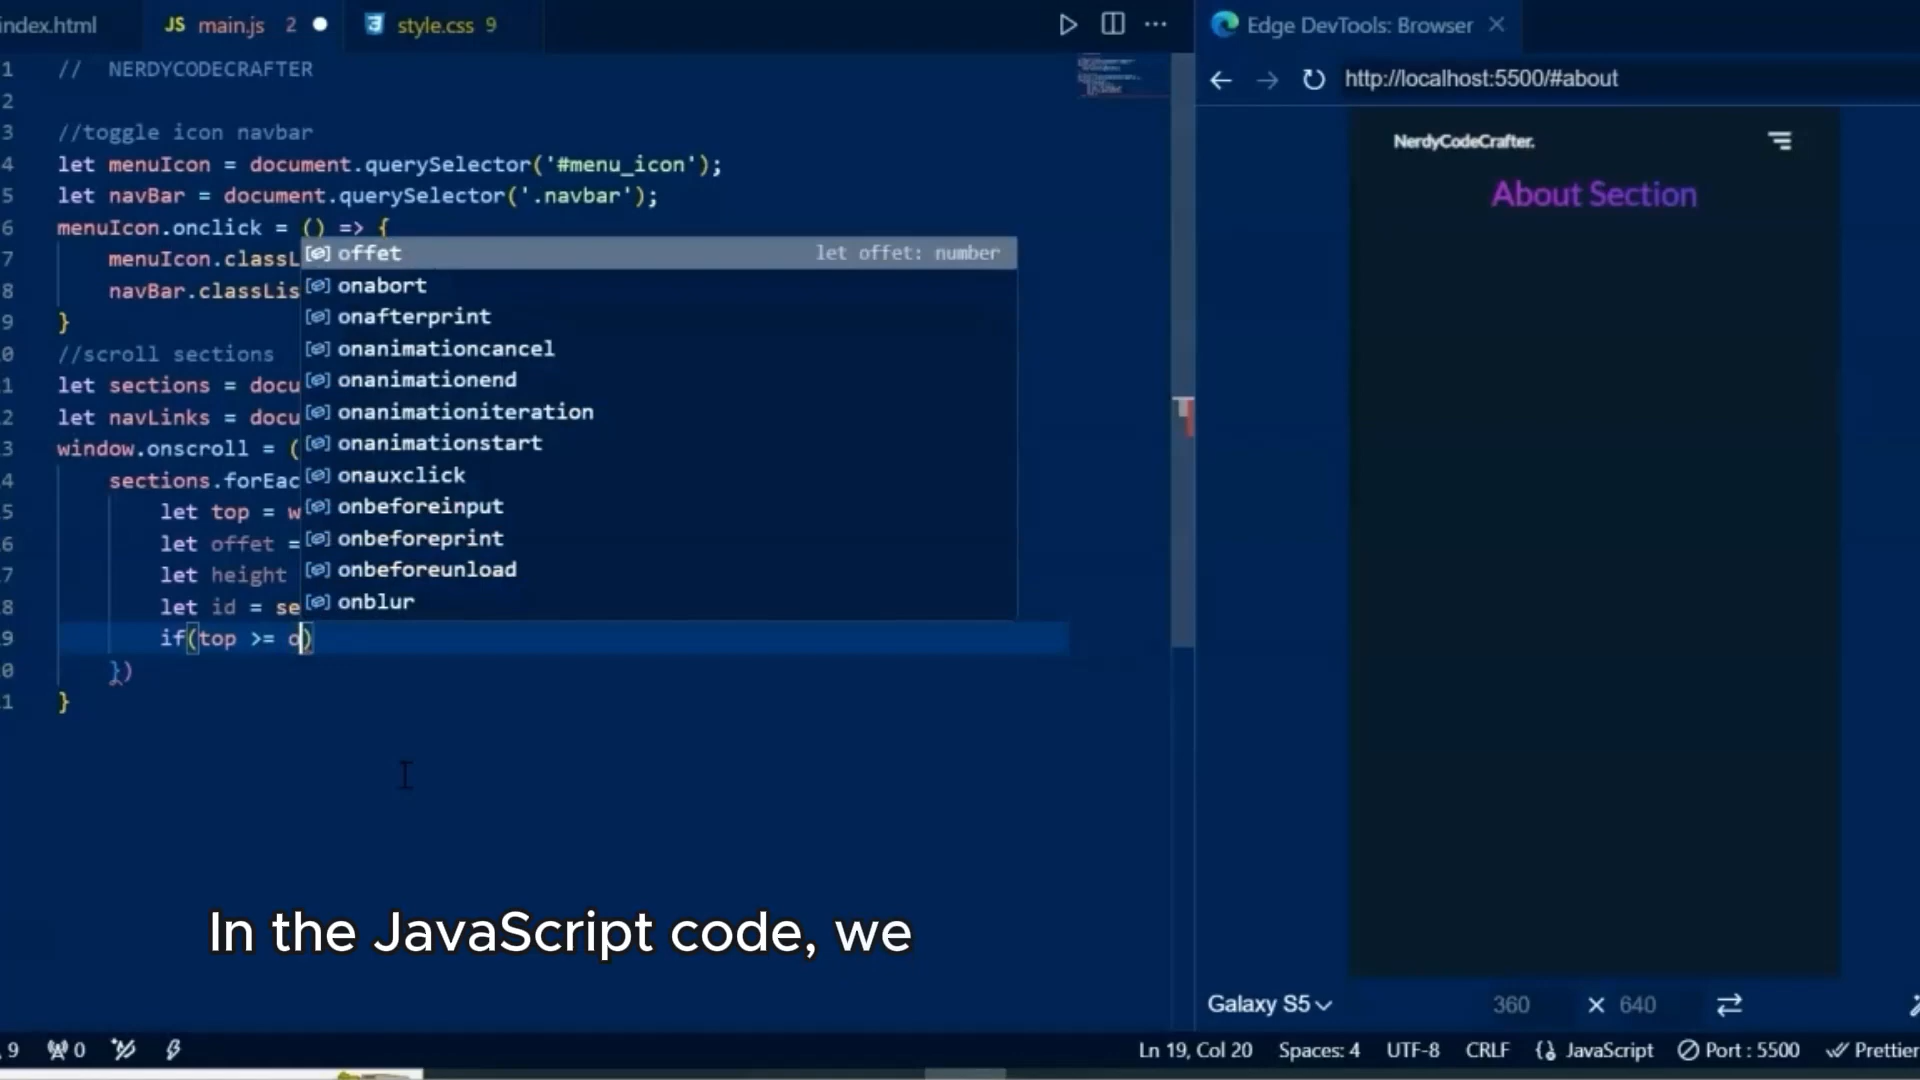 index.html
JS main.js 2
style.css 9
Edge DevTools: Browser
http://localhost:5500/#about
1 // NERDYCODECRAFTER
2
3 //toggle icon navbar
4 let menuIcon = document.querySelector('#menu_icon');
5 let navBar = document.querySelector('.navbar');
6 menuIcon.onclick = () => {
7 menuIcon.classL
8 navBar.classLis
9 }
0 //scroll sections
1 let sections = docu
2 let navLinks = docu
3 window.onscroll = (
4 sections.forEac
5 let top = w
6 let offet =
7 let height
8 let id = se
9 if(top >= o)
0 })
1 }
offet let offet: number
onabort
onafterprint
onanimationcancel
onanimationend
onanimationiteration
onanimationstart
onauxclick
onbeforeinput
onbeforeprint
onbeforeunload
onblur
NerdyCodeCrafter.
About Section
In the JavaScript code, we
Galaxy S5 360 × 640
9 0 Ln 19, Col 20 Spaces: 4 UTF-8 CRLF JavaScript Port : 5500 Prettier